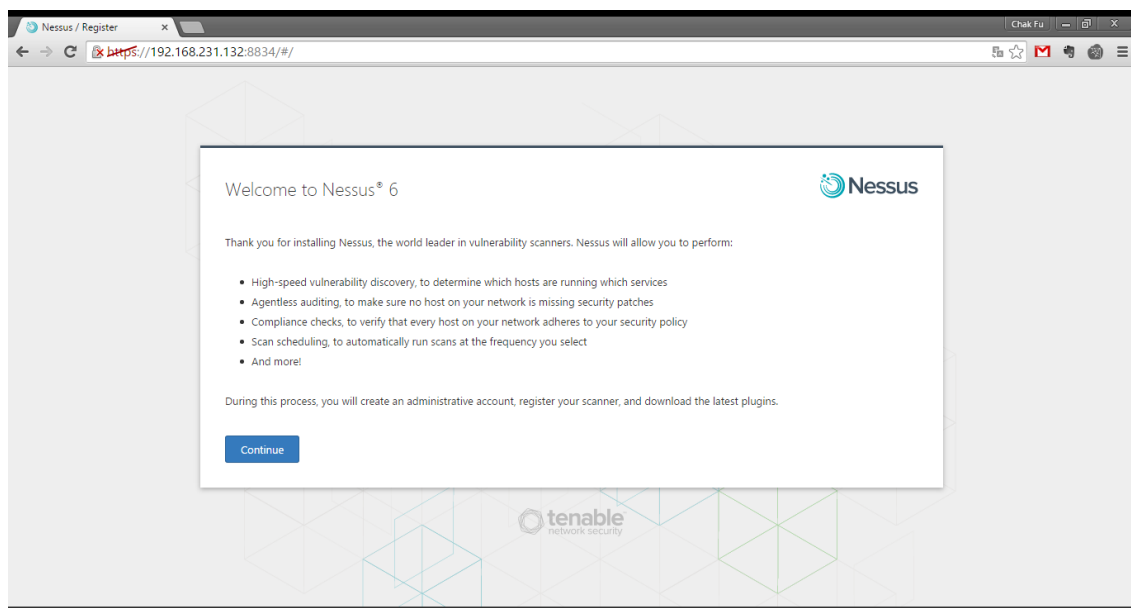 Nessus / Register
Chak Fu
https://192.168.231.132:8834/#/
Welcome to Nessus® 6
Nessus
Thank you for installing Nessus, the world leader in vulnerability scanners. Nessus will allow you to perform:
High-speed vulnerability discovery, to determine which hosts are running which services
Agentless auditing, to make sure no host on your network is missing security patches
Compliance checks, to verify that every host on your network adheres to your security policy
Scan scheduling, to automatically run scans at the frequency you select
And more!
During this process, you will create an administrative account, register your scanner, and download the latest plugins.
Continue
tenable
network security